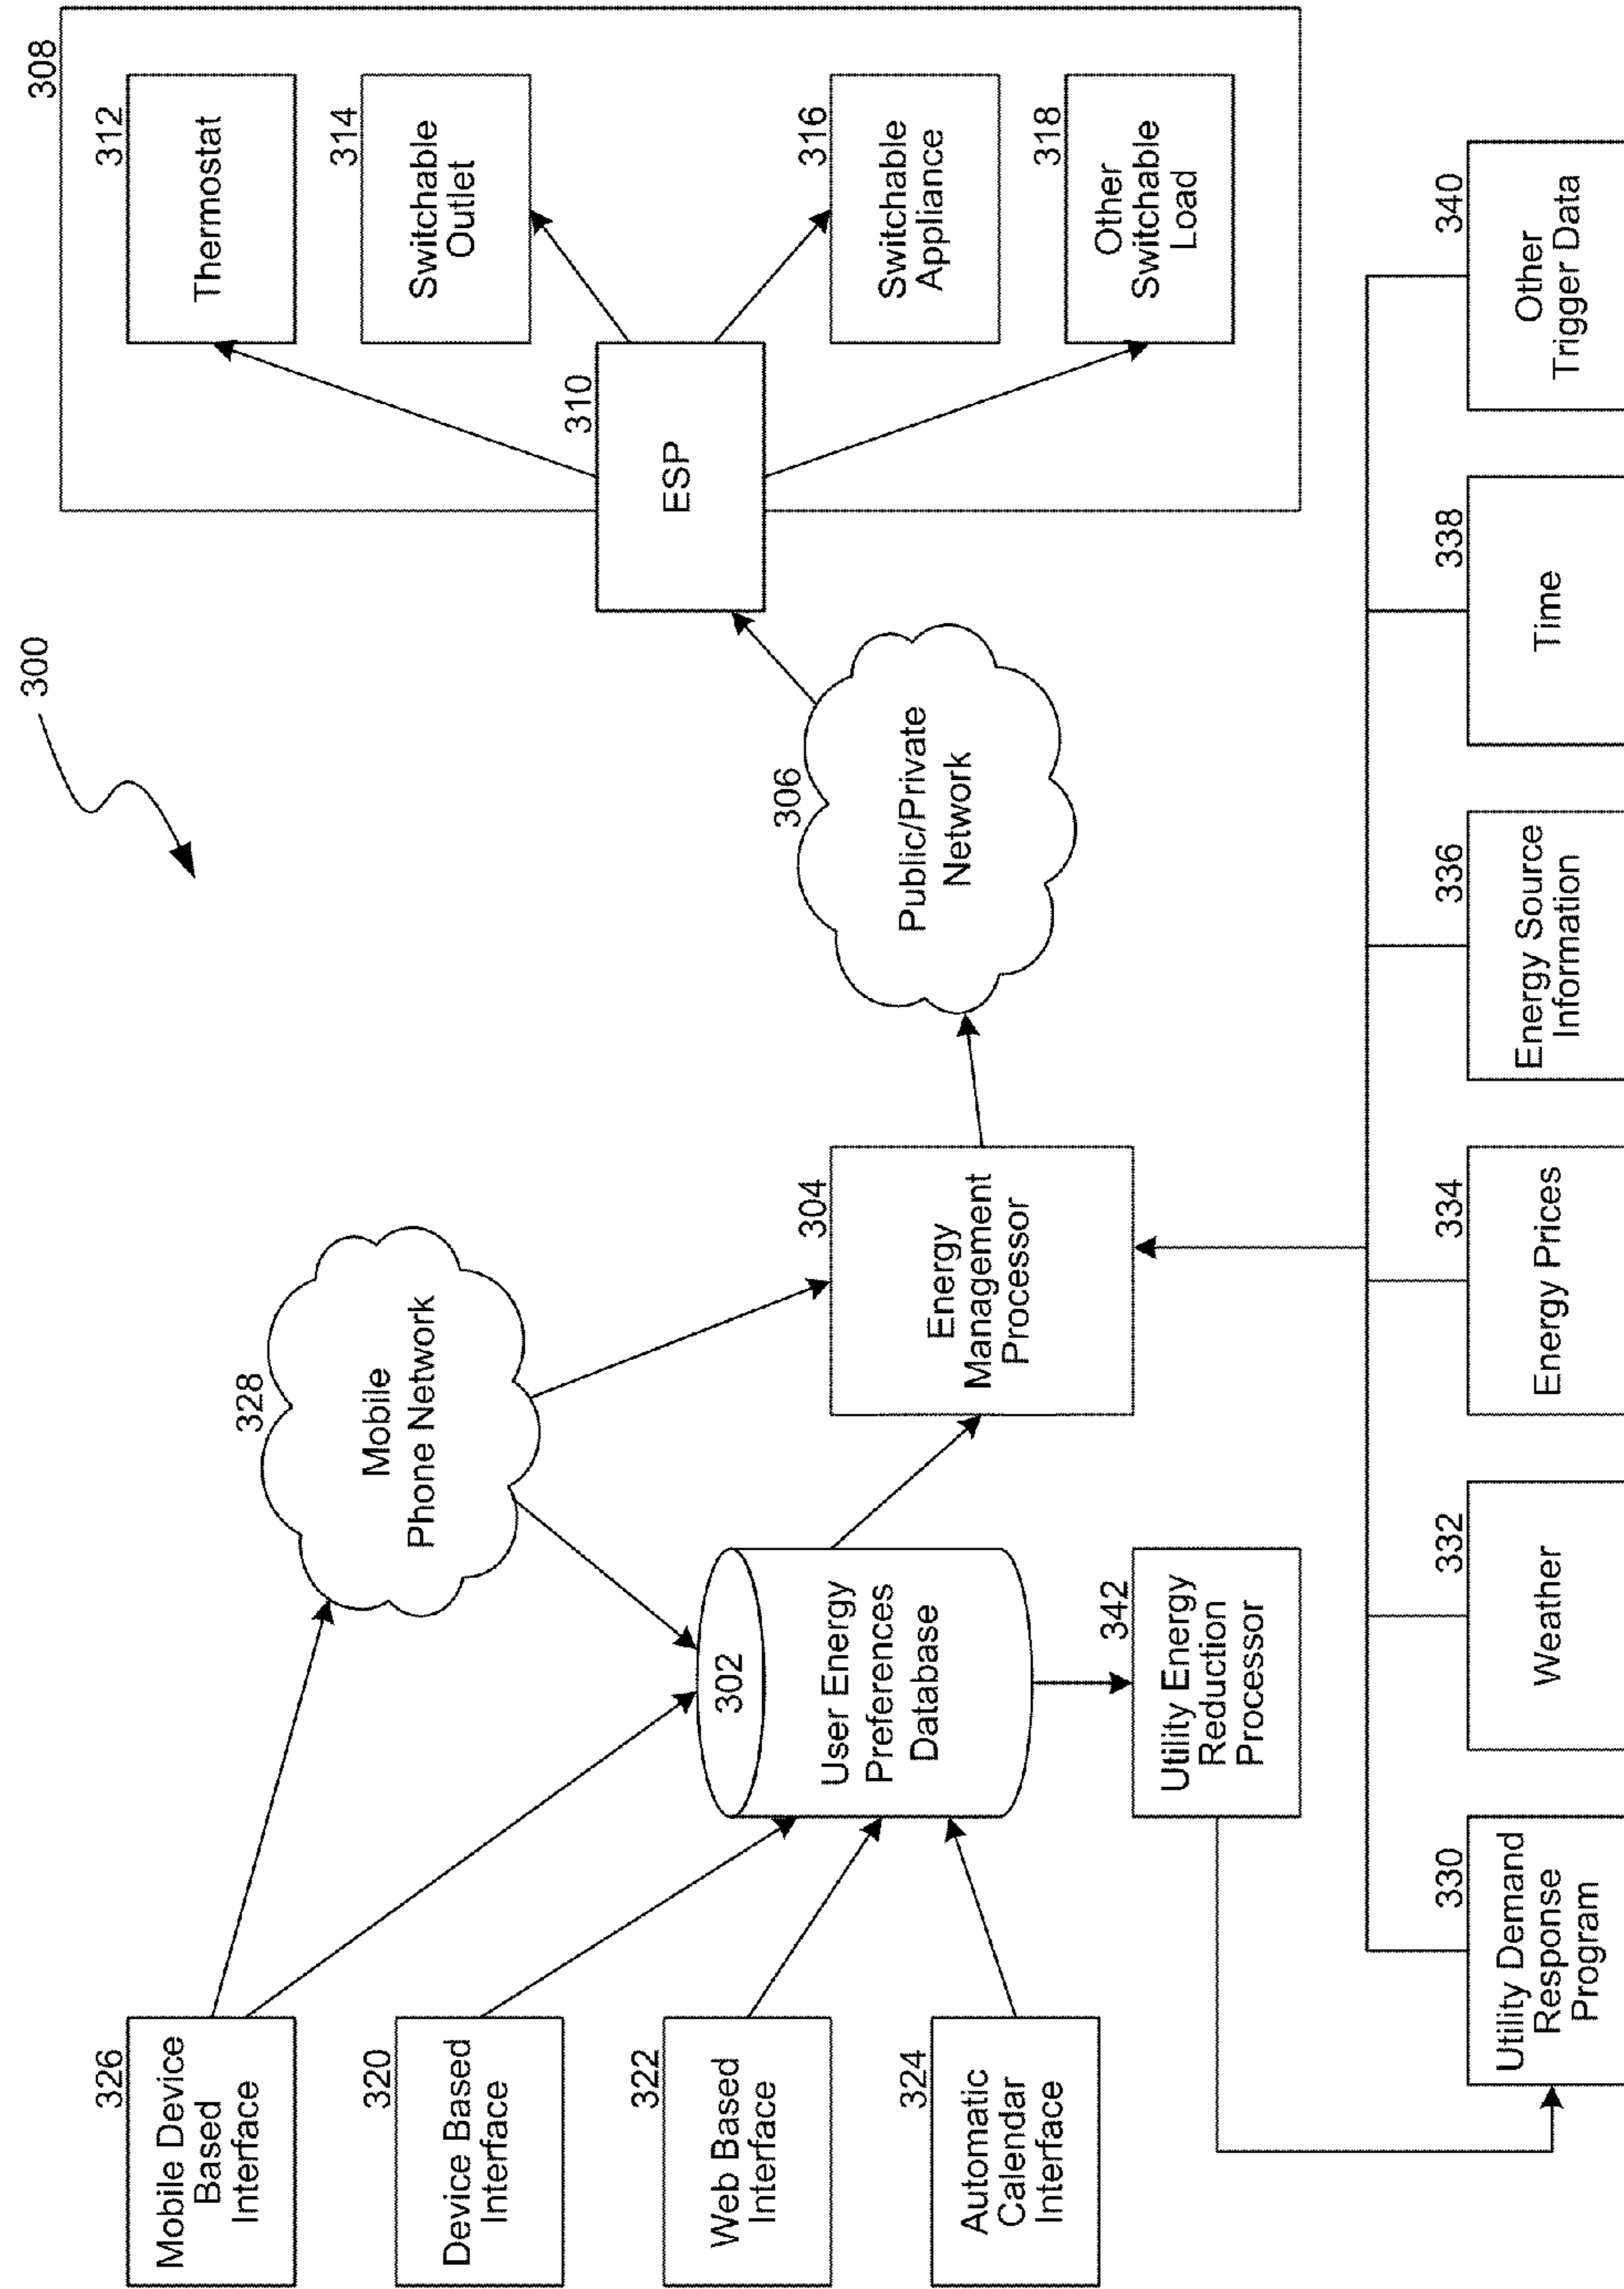 300
308
312
Thermostat
314
Switchable
Outlet
316
Switchable
Appliance
318
Other
Switchable
Load
310
ESP
306
Public/Private
Network
328
Mobile
Phone Network
304
Energy
Management
Processor
326
Mobile Device
Based
Interface
320
Device Based
Interface
322
Web Based
Interface
324
Automatic
Calendar
Interface
302
User Energy
Preferences
Database
342
Utility Energy
Reduction
Processor
330
Utility Demand
Response
Program
332
Weather
334
Energy Prices
336
Energy Source
Information
338
Time
340
Other
Trigger Data